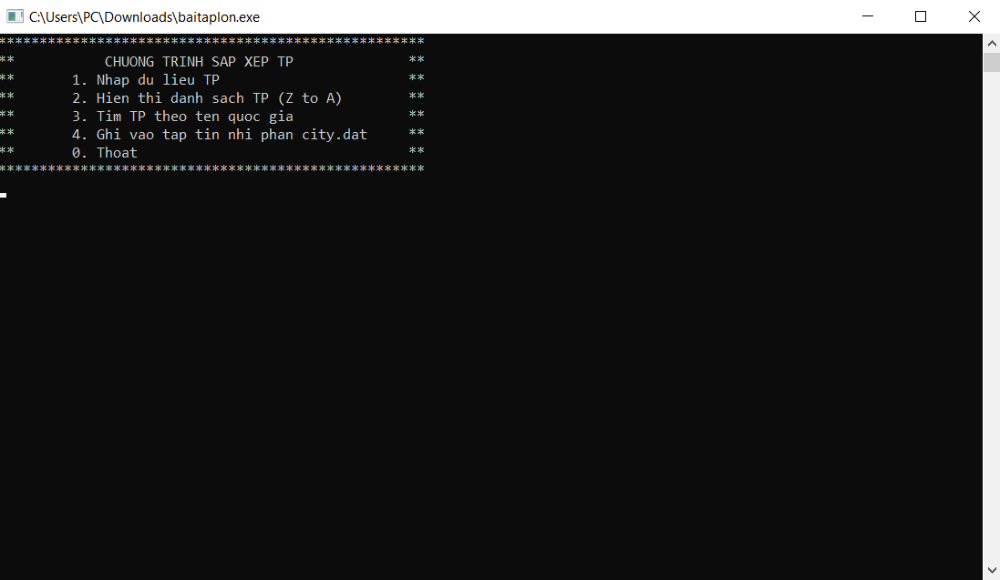 C:\Users\PC\Downloads\baitaplon.exe
****************************************************
**           CHUONG TRINH SAP XEP TP              **
**       1. Nhap du lieu TP                       **
**       2. Hien thi danh sach TP (Z to A)        **
**       3. Tim TP theo ten quoc gia              **
**       4. Ghi vao tap tin nhi phan city.dat     **
**       0. Thoat                                 **
****************************************************